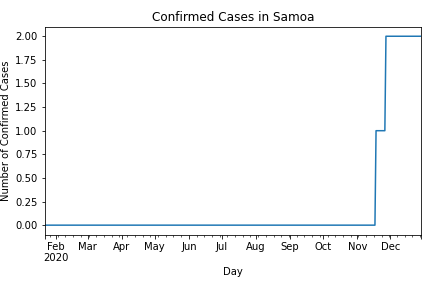 Confirmed Cases in Samoa
Number of Confirmed Cases
2.00
1.75
1.50
1.25
1.00
0.75
0.50
0.25
0.00
Feb Mar Apr May Jun Jul Aug Sep Oct Nov Dec
2020
Day